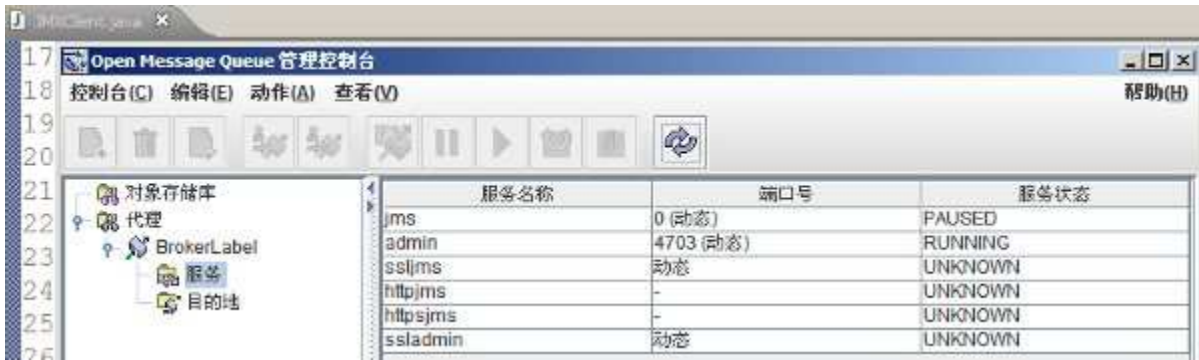 JMXClient.java
17
Open Message Queue 管理控制台
18
控制台(C) 编辑(E) 动作(A) 查看(V) 帮助(H)
19
20
21
对象存储库
服务名称 端口号 服务状态
22
代理
jms 0 (动态) PAUSED
BrokerLabel
admin 4703 (动态) RUNNING
23
服务
ssljms 动态 UNKNOWN
24
目的地
httpjms - UNKNOWN
25
httpsjms - UNKNOWN
26
ssladmin 动态 UNKNOWN